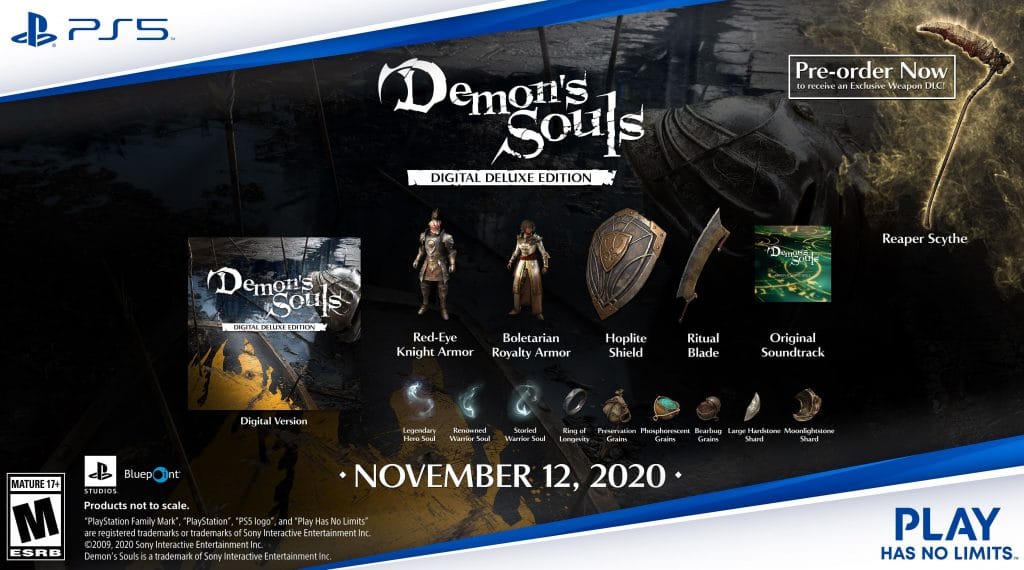 PS5
Pre-order Now
to receive an Exclusive Weapon DLC!
Demon's
Souls
DIGITAL DELUXE EDITION
Reaper Scythe
Demon's
Souls
DIGITAL DELUXE EDITION
Digital Version
Demon's
Souls
Red-Eye
Knight Armor
Boletarian
Royalty Armor
Hoplite
Shield
Ritual
Blade
Original
Soundtrack
Legendary
Hero Soul
Renowned
Warrior Soul
Storied
Warrior Soul
Ring of
Longevity
Preservation
Grains
Phosphorescent
Grains
Bearbug
Grains
Large Hardstone
Shard
Moonlightstone
Shard
• NOVEMBER 12, 2020 •
MATURE 17+
M
ESRB
STUDIOS
Bluepoint
Products not to scale.
"PlayStation Family Mark", "PlayStation", "PS5 logo", and "Play Has No Limits"
are registered trademarks or trademarks of Sony Interactive Entertainment Inc.
©2009, 2020 Sony Interactive Entertainment Inc.
Demon's Souls is a trademark of Sony Interactive Entertainment Inc.
PLAY
HAS NO LIMITS™